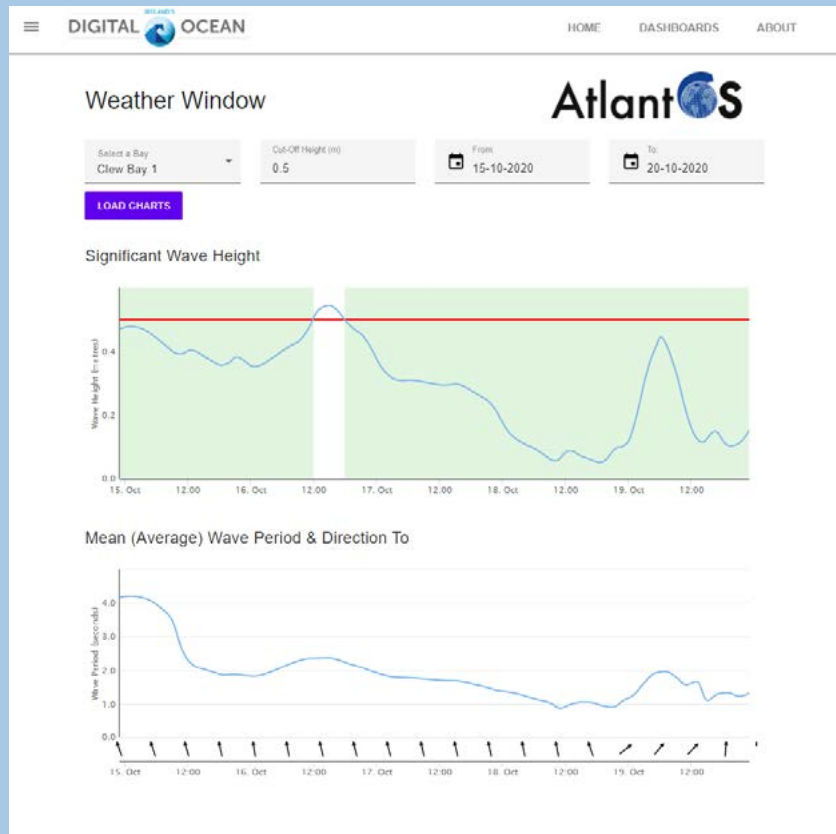 IRELAND'S
DIGITAL OCEAN
HOME DASHBOARDS ABOUT
Weather Window
AtlantOS
Select a Bay
Clew Bay 1
Cut-Off Height (m)
0.5
From:
15-10-2020
To:
20-10-2020
LOAD CHARTS
Significant Wave Height
Wave Height (metres)
0.4
0.2
0.0
15. Oct 12:00 16. Oct 12:00 17. Oct 12:00 18. Oct 12:00 19. Oct 12:00
Mean (Average) Wave Period & Direction To
Wave Period (seconds)
4.0
3.0
2.0
1.0
0.0
15. Oct 12:00 16. Oct 12:00 17. Oct 12:00 18. Oct 12:00 19. Oct 12:00